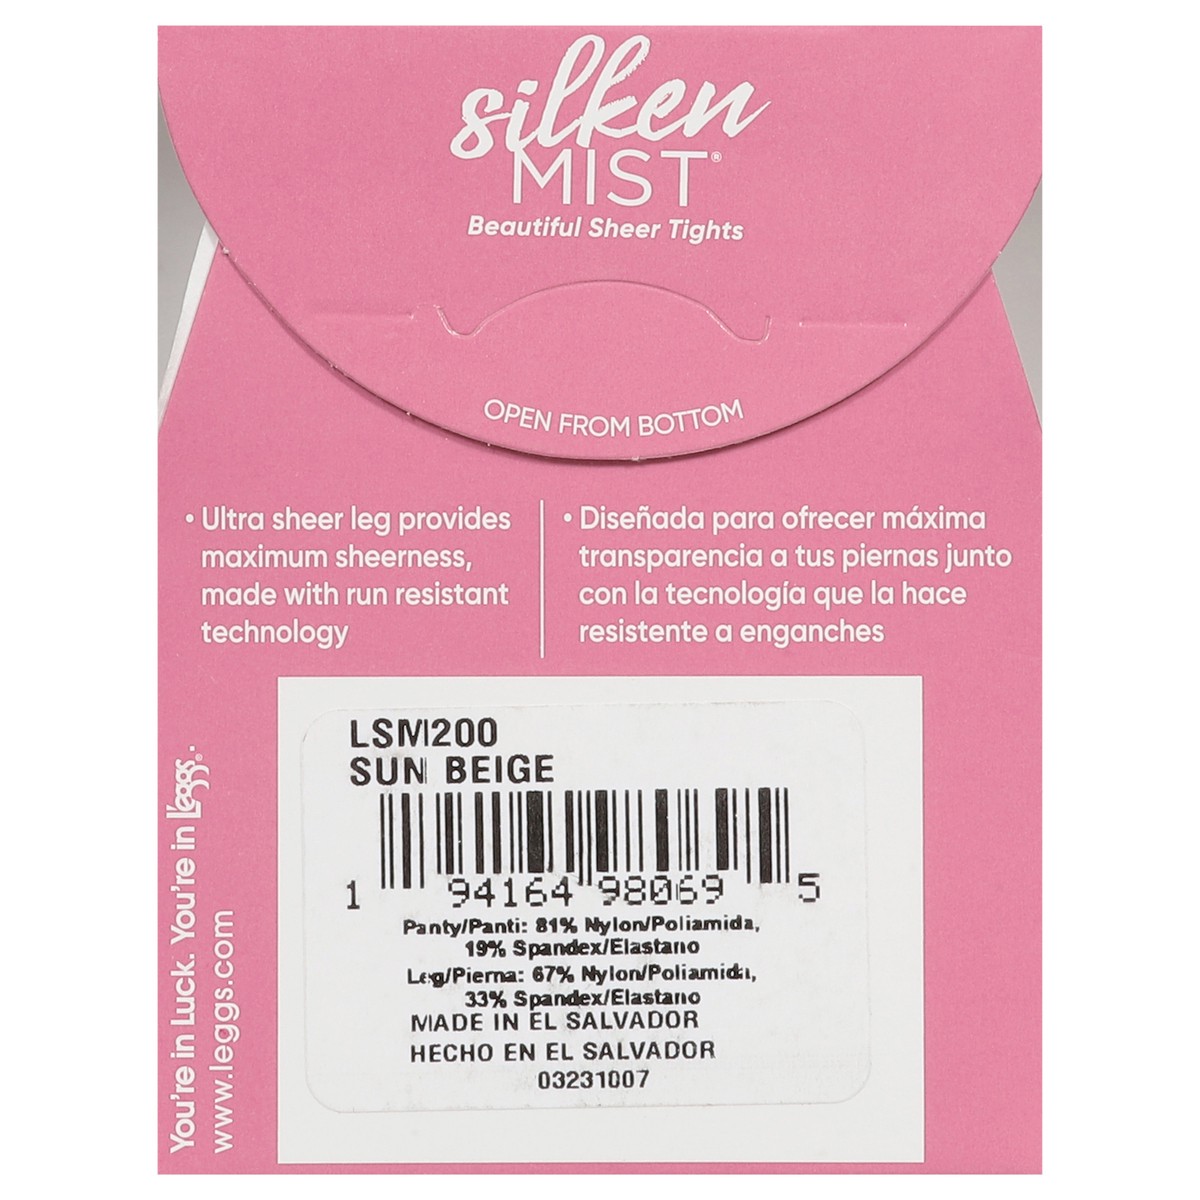 silken
MIST®
Beautiful Sheer Tights
OPEN FROM BOTTOM
• Ultra sheer leg provides
maximum sheerness,
made with run resistant
technology
• Diseñada para ofrecer máxima
transparencia a tus piernas junto
con la tecnología que la hace
resistente a enganches
You're in Luck. You're in L'eggs®.
www.leggs.com
LSM200
SUN BEIGE
1 94164 98069 5
Panty/Panti: 81% Nylon/Poliamida,
19% Spandex/Elastano
Leg/Pierna: 67% Nylon/Poliamida,
33% Spandex/Elastano
MADE IN EL SALVADOR
HECHO EN EL SALVADOR
03231007